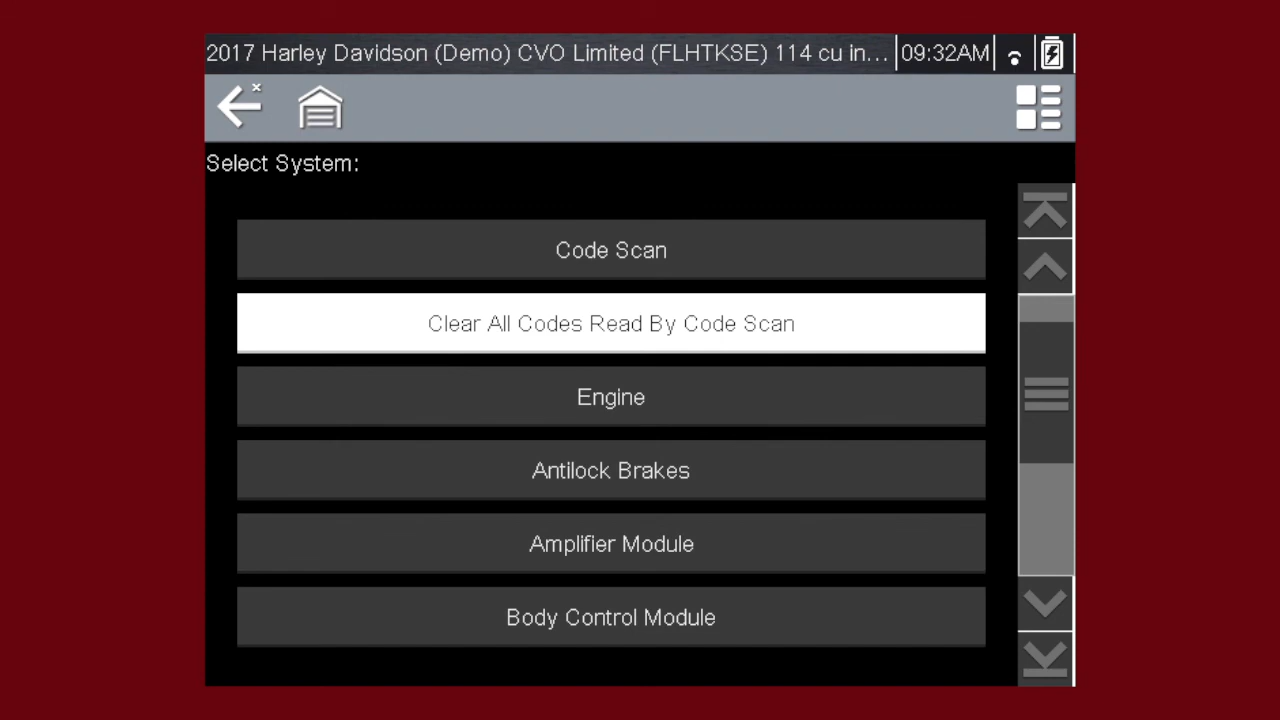 2017 Harley Davidson (Demo) CVO Limited (FLHTKSE) 114 cu in... 09:32AM
Select System:
Code Scan
Clear All Codes Read By Code Scan
Engine
Antilock Brakes
Amplifier Module
Body Control Module